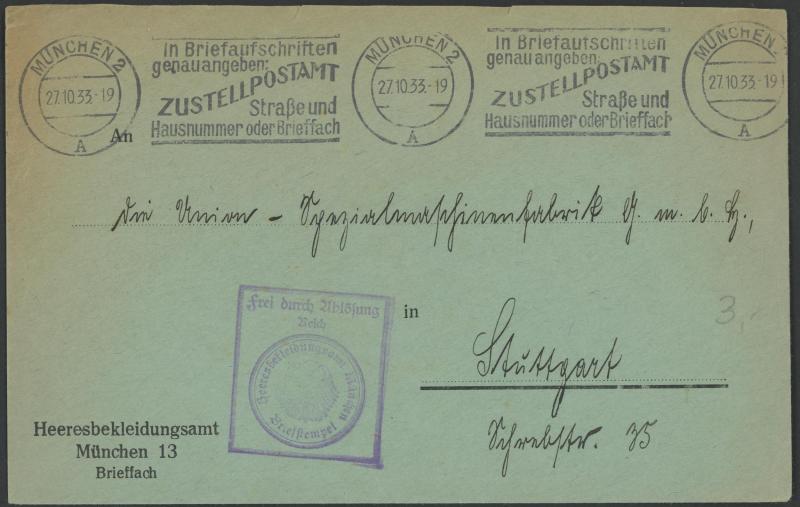 MÜNCHEN 2
27.10.33.-19
A
In Briefaufschriften
genau angeben:
ZUSTELLPOSTAMT
Straße und
Hausnummer oder Brieffach
MÜNCHEN 2
27.10.33.-19
A
In Briefaufschriften
genau angeben:
ZUSTELLPOSTAMT
Straße und
Hausnummer oder Brieffach
MÜNCHEN
27.10.33.-19
A
An
die Union - Spezialmaschinenfabrik G. m. b. H.,
Frei durch Ablösung
Reich
Heeresbekleidungsamt München
Briefstempel
in
Stuttgart
3,-
Heeresbekleidungsamt
München 13
Brieffach
35